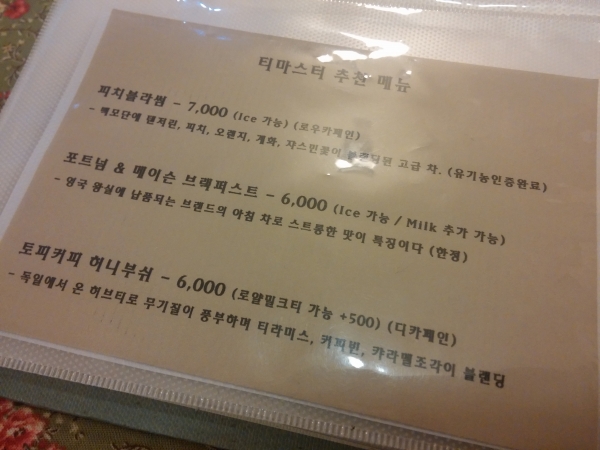 티마스터 추천 메뉴
피치블라썸 - 7,000 (Ice 가능) (로우카페인)
- 백모단에 탠저린, 피치, 오렌지, 계화, 쟈스민꽃이 블렌딩된 고급 차. (유기농인증완료)
포트넘 & 메이슨 브렉퍼스트 - 6,000 (Ice 가능 / Milk 추가 가능)
- 영국 왕실에 납품되는 브랜드의 아침 차로 스트롱한 맛이 특징이다 (한정)
토피커피 허니부쉬 - 6,000 (로얄밀크티 가능 +500) (디카페인)
- 독일에서 온 허브티로 무기질이 풍부하며 티라미스, 커피빈, 캬라멜조각이 블렌딩